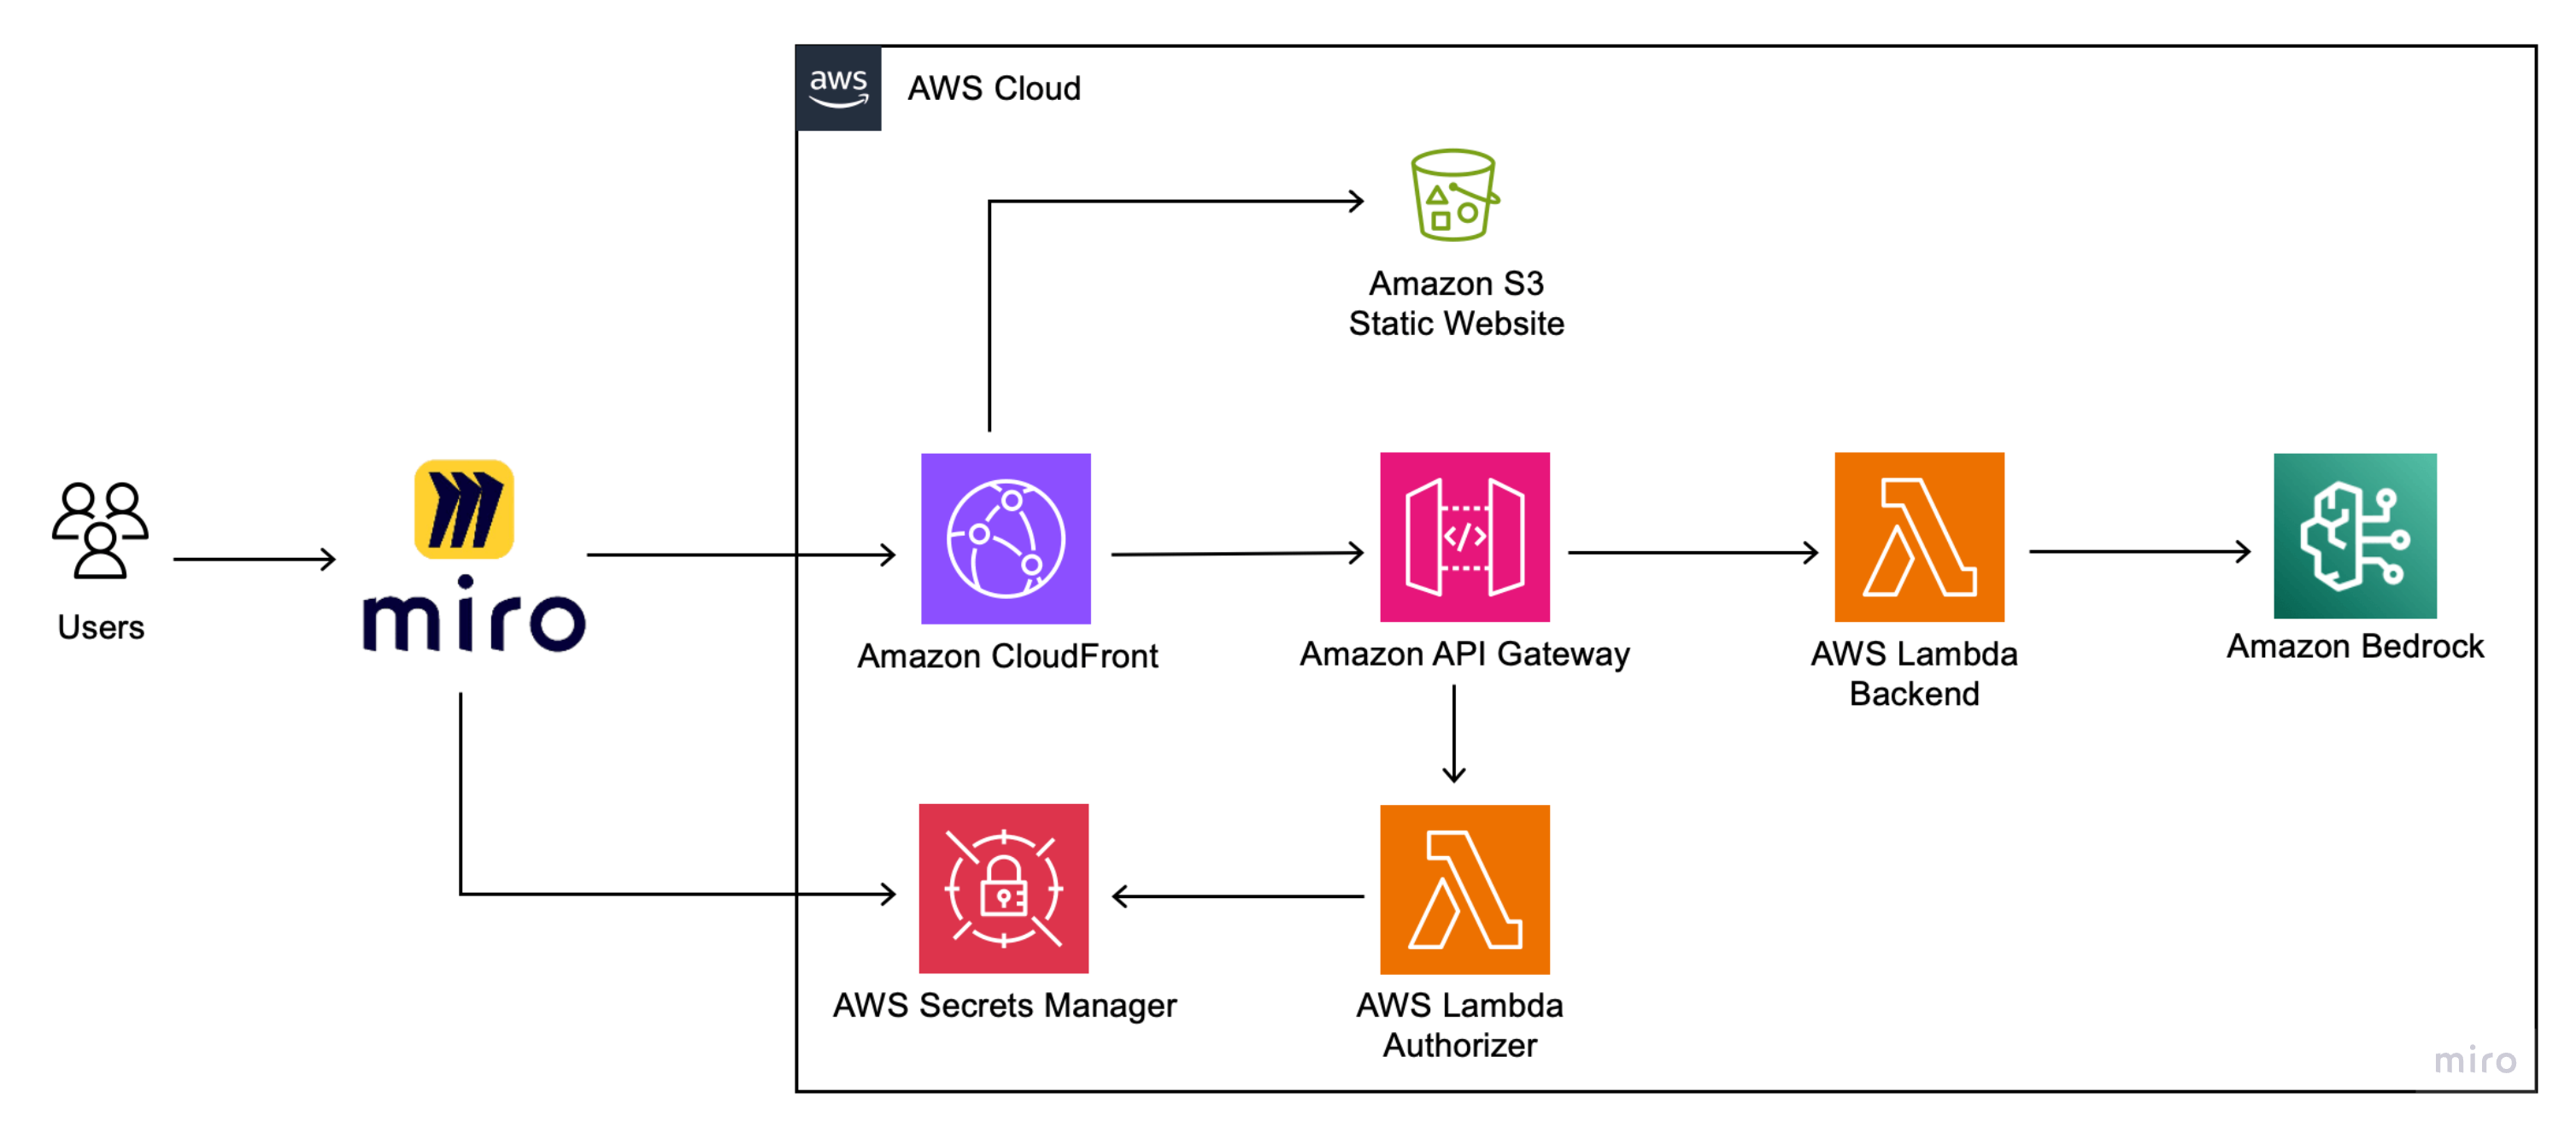 aws
AWS Cloud
Amazon S3
Static Website
Users
miro
Amazon CloudFront
Amazon API Gateway
AWS Lambda
Backend
Amazon Bedrock
AWS Secrets Manager
AWS Lambda
Authorizer
miro